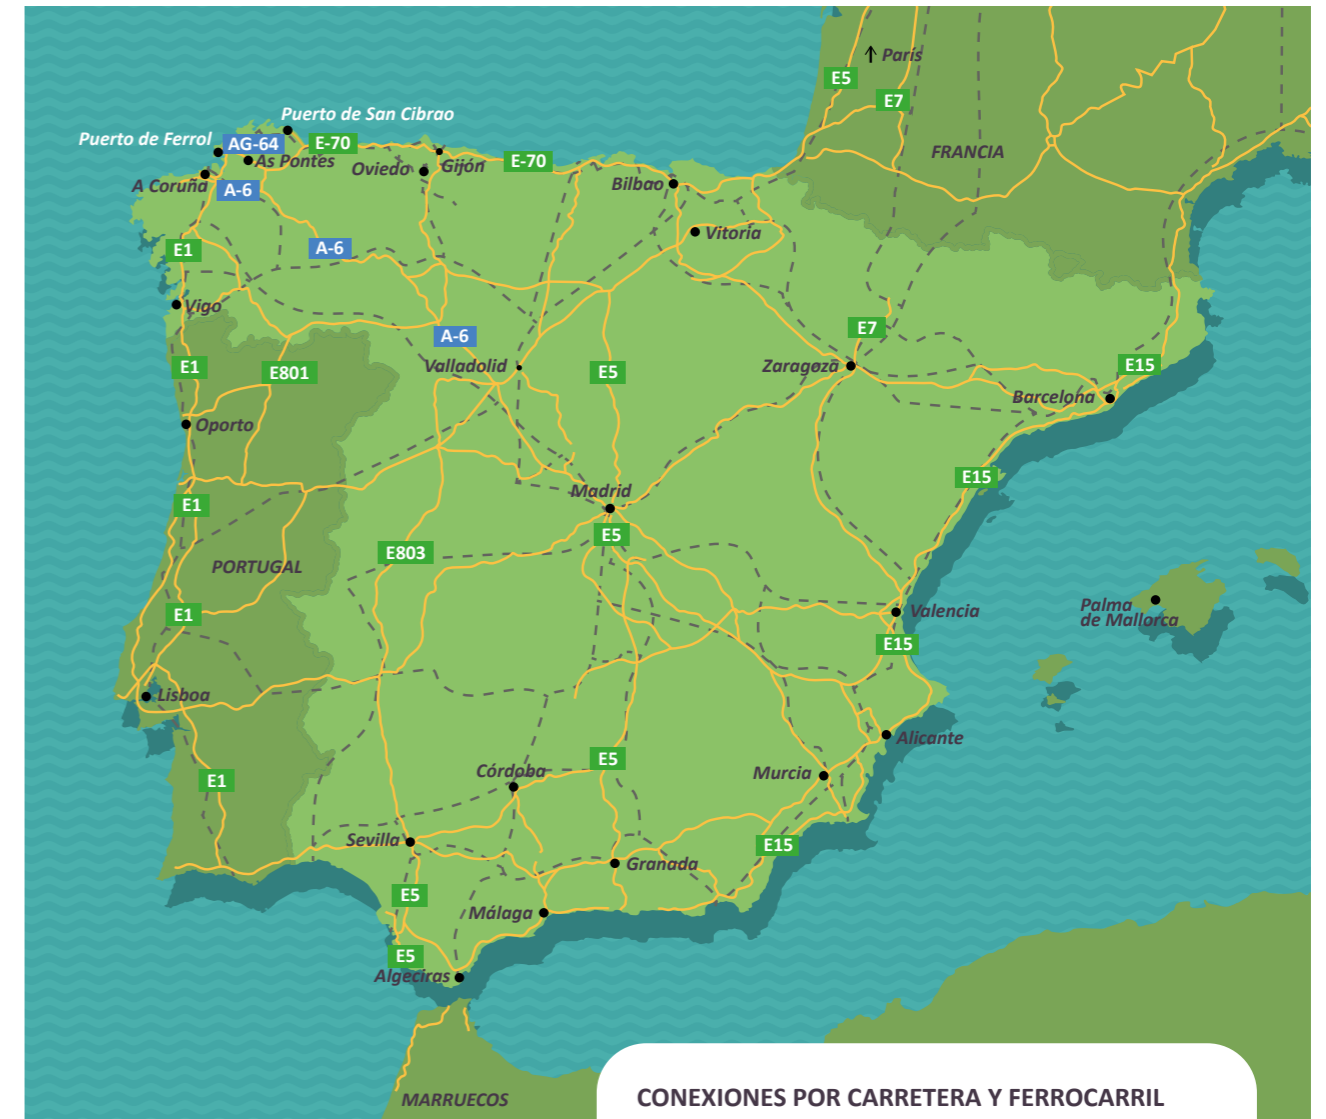 París
E5
E7
Puerto de San Cibrao
Puerto de Ferrol
AG-64
E-70
As Pontes
Oviedo
Gijón
E-70
FRANCIA
A Coruña
A-6
Bilbao
Vitoria
E1
A-6
Vigo
E7
A-6
E1
E801
Valladolid
E5
Zaragoza
E15
Barcelona
Oporto
E15
Madrid
E1
E5
E803
PORTUGAL
E1
Valencia
Palma
de Mallorca
E15
Lisboa
Alicante
E5
Córdoba
Murcia
E1
Sevilla
E15
Granada
E5
Málaga
E5
Algeciras
MARRUECOS
CONEXIONES POR CARRETERA Y FERROCARRIL